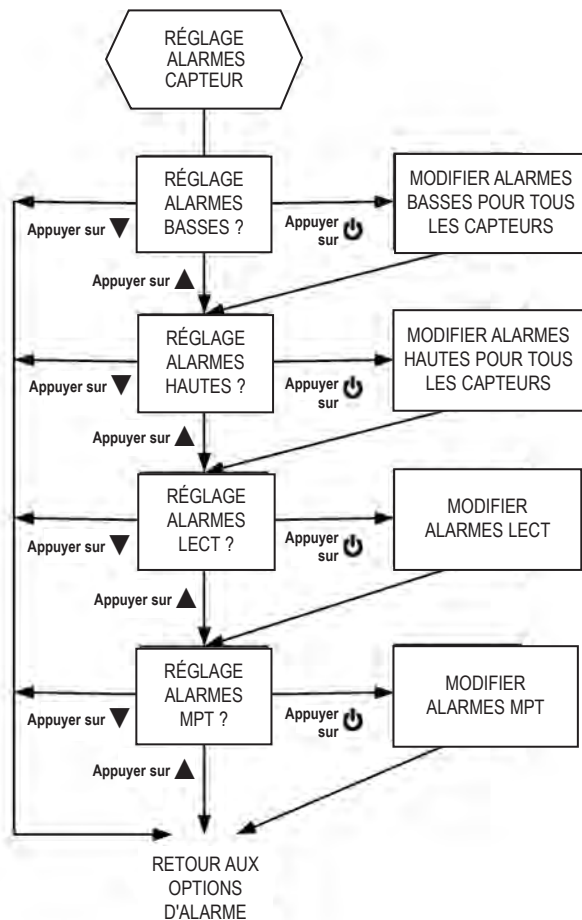 RÉGLAGE
ALARMES
CAPTEUR
RÉGLAGE
ALARMES
BASSES ?
Appuyer sur ▼
Appuyer
sur ⏻
MODIFIER ALARMES
BASSES POUR TOUS
LES CAPTEURS
Appuyer sur ▲
RÉGLAGE
ALARMES
HAUTES ?
Appuyer sur ▼
Appuyer
sur ⏻
MODIFIER ALARMES
HAUTES POUR TOUS
LES CAPTEURS
Appuyer sur ▲
RÉGLAGE
ALARMES
LECT ?
Appuyer sur ▼
Appuyer
sur ⏻
MODIFIER
ALARMES LECT
Appuyer sur ▲
RÉGLAGE
ALARMES
MPT ?
Appuyer sur ▼
Appuyer
sur ⏻
MODIFIER
ALARMES MPT
Appuyer sur ▲
RETOUR AUX
OPTIONS
D'ALARME